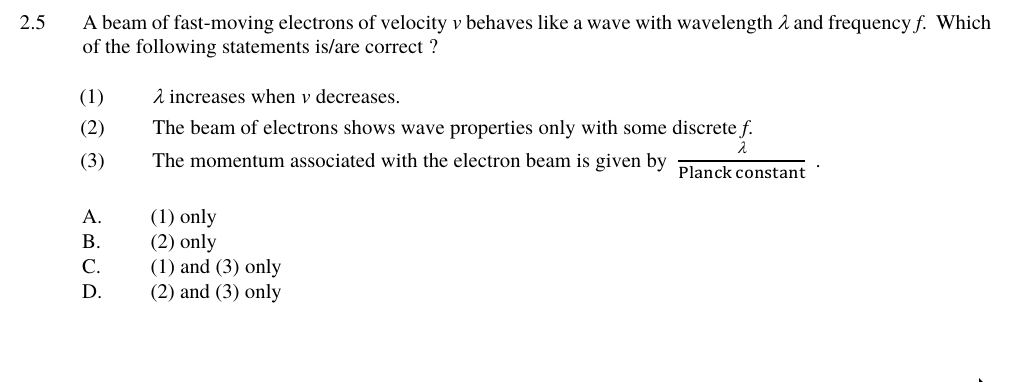 2.5 A beam of fast-moving electrons of velocity v behaves like a wave with wavelength λ and frequency f. Which
of the following statements is/are correct ?
(1) λ increases when v decreases.
(2) The beam of electrons shows wave properties only with some discrete f.
(3) The momentum associated with the electron beam is given by λ / Planck constant .
A. (1) only
B. (2) only
C. (1) and (3) only
D. (2) and (3) only